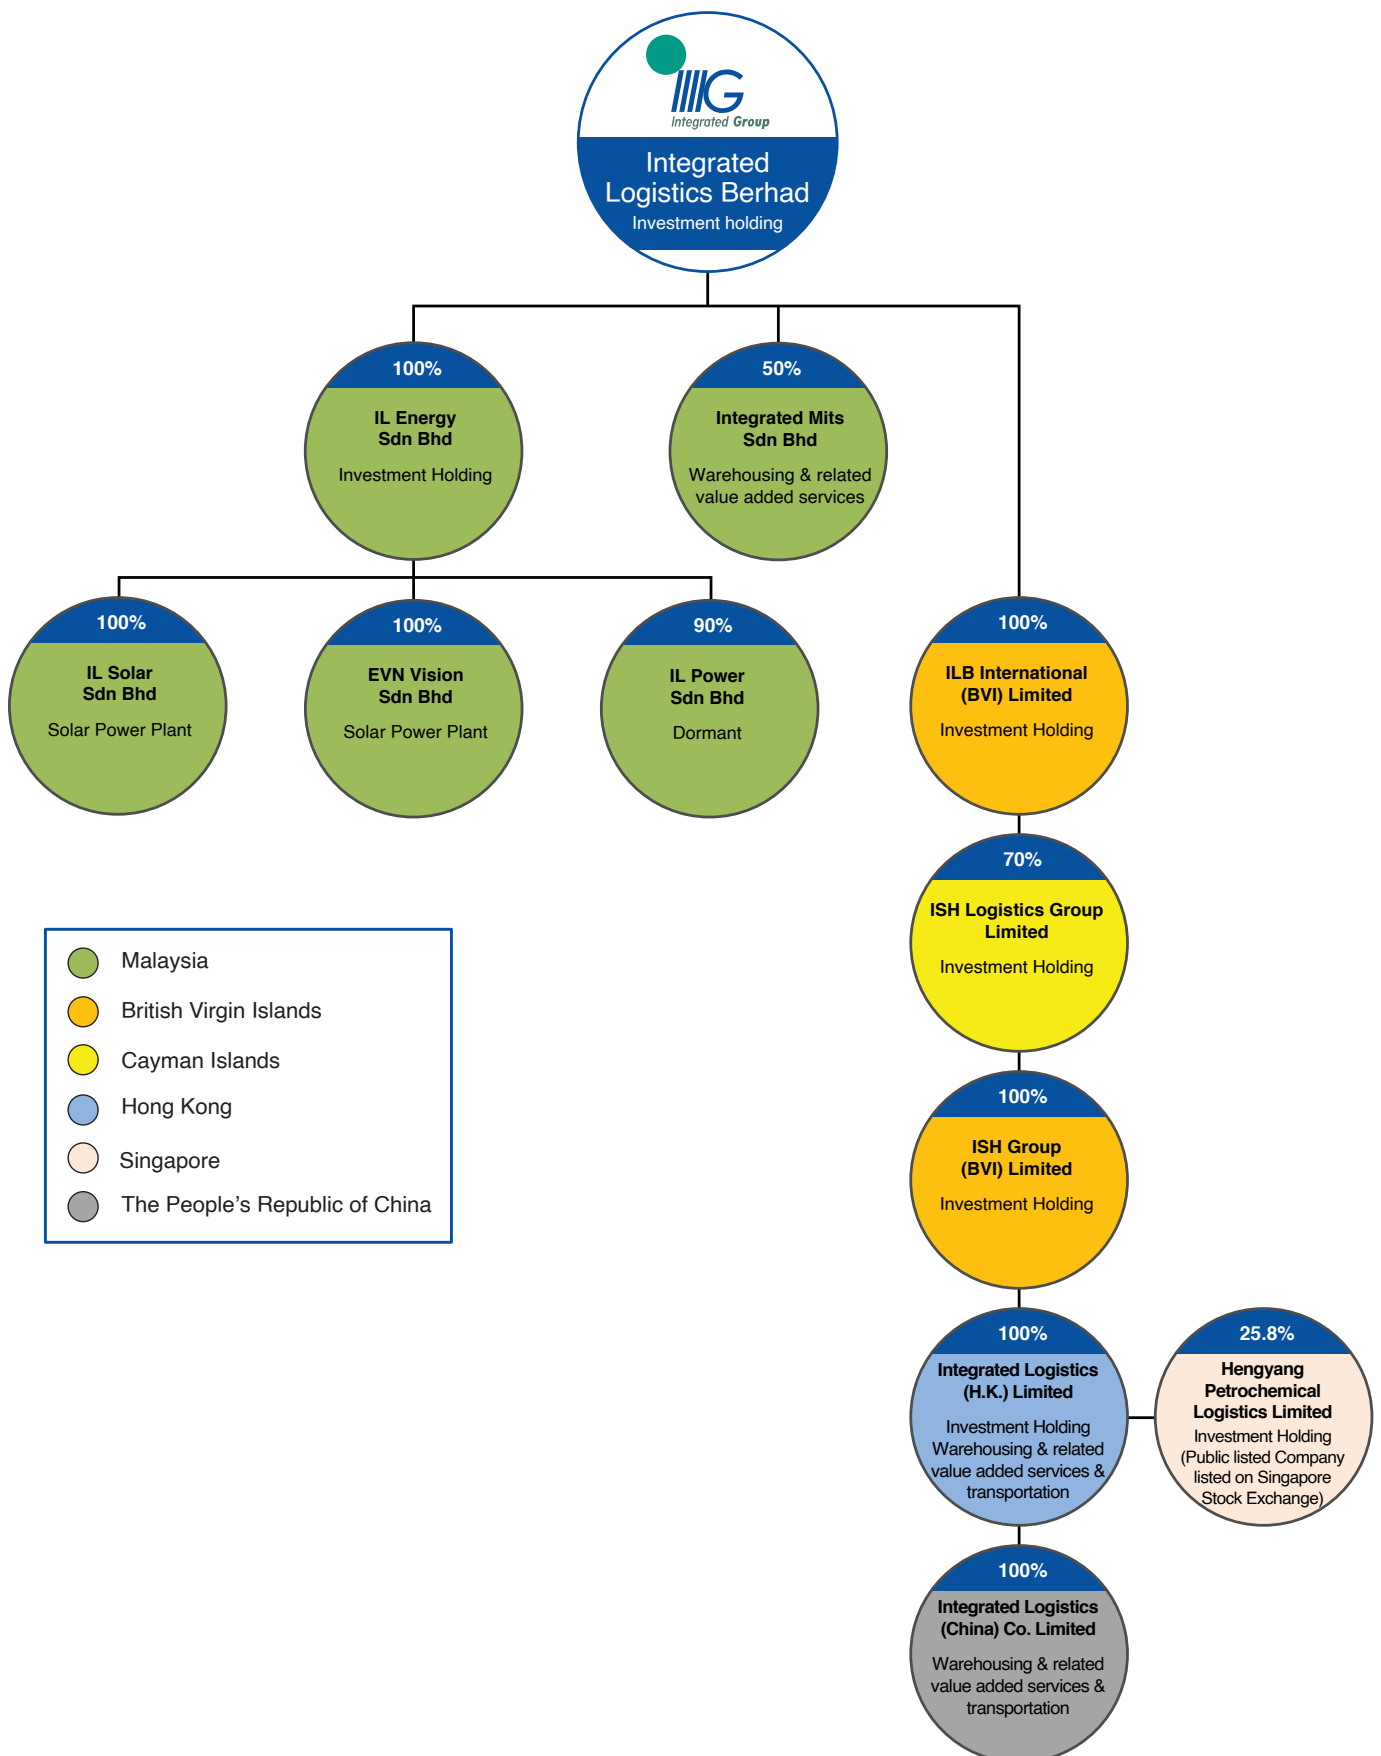 IIIIG
Integrated Group
Integrated
Logistics Berhad
Investment holding
100%
IL Energy
Sdn Bhd
Investment Holding
50%
Integrated Mits
Sdn Bhd
Warehousing & related
value added services
100%
IL Solar
Sdn Bhd
Solar Power Plant
100%
EVN Vision
Sdn Bhd
Solar Power Plant
90%
IL Power
Sdn Bhd
Dormant
100%
ILB International
(BVI) Limited
Investment Holding
70%
ISH Logistics Group
Limited
Investment Holding
Malaysia
British Virgin Islands
Cayman Islands
Hong Kong
Singapore
The People's Republic of China
100%
ISH Group
(BVI) Limited
Investment Holding
100%
Integrated Logistics
(H.K.) Limited
Investment Holding
Warehousing & related
value added services &
transportation
25.8%
Hengyang
Petrochemical
Logistics Limited
Investment Holding
(Public listed Company
listed on Singapore
Stock Exchange)
100%
Integrated Logistics
(China) Co. Limited
Warehousing & related
value added services &
transportation